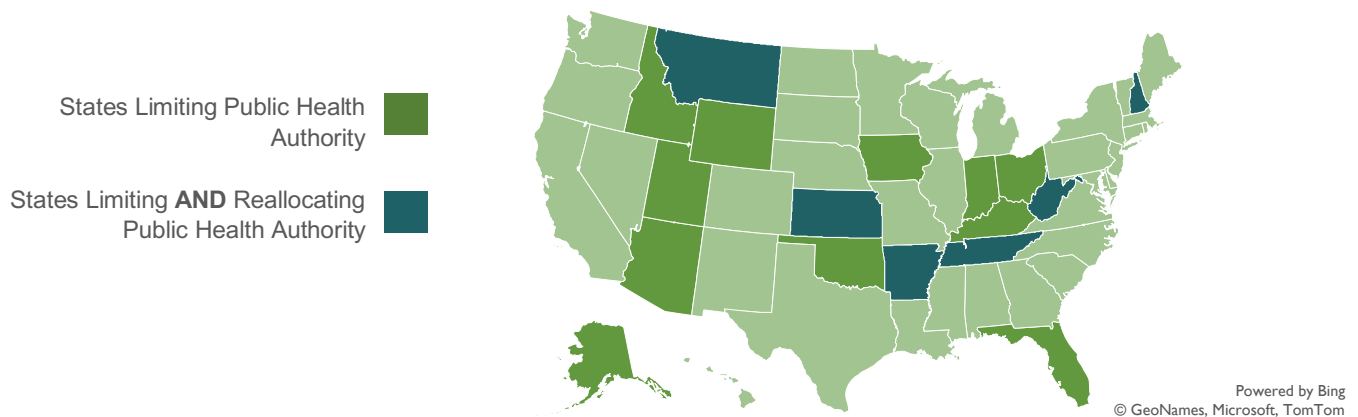 States Limiting Public Health
Authority
States Limiting AND Reallocating
Public Health Authority
Powered by Bing
© GeoNames, Microsoft, TomTom